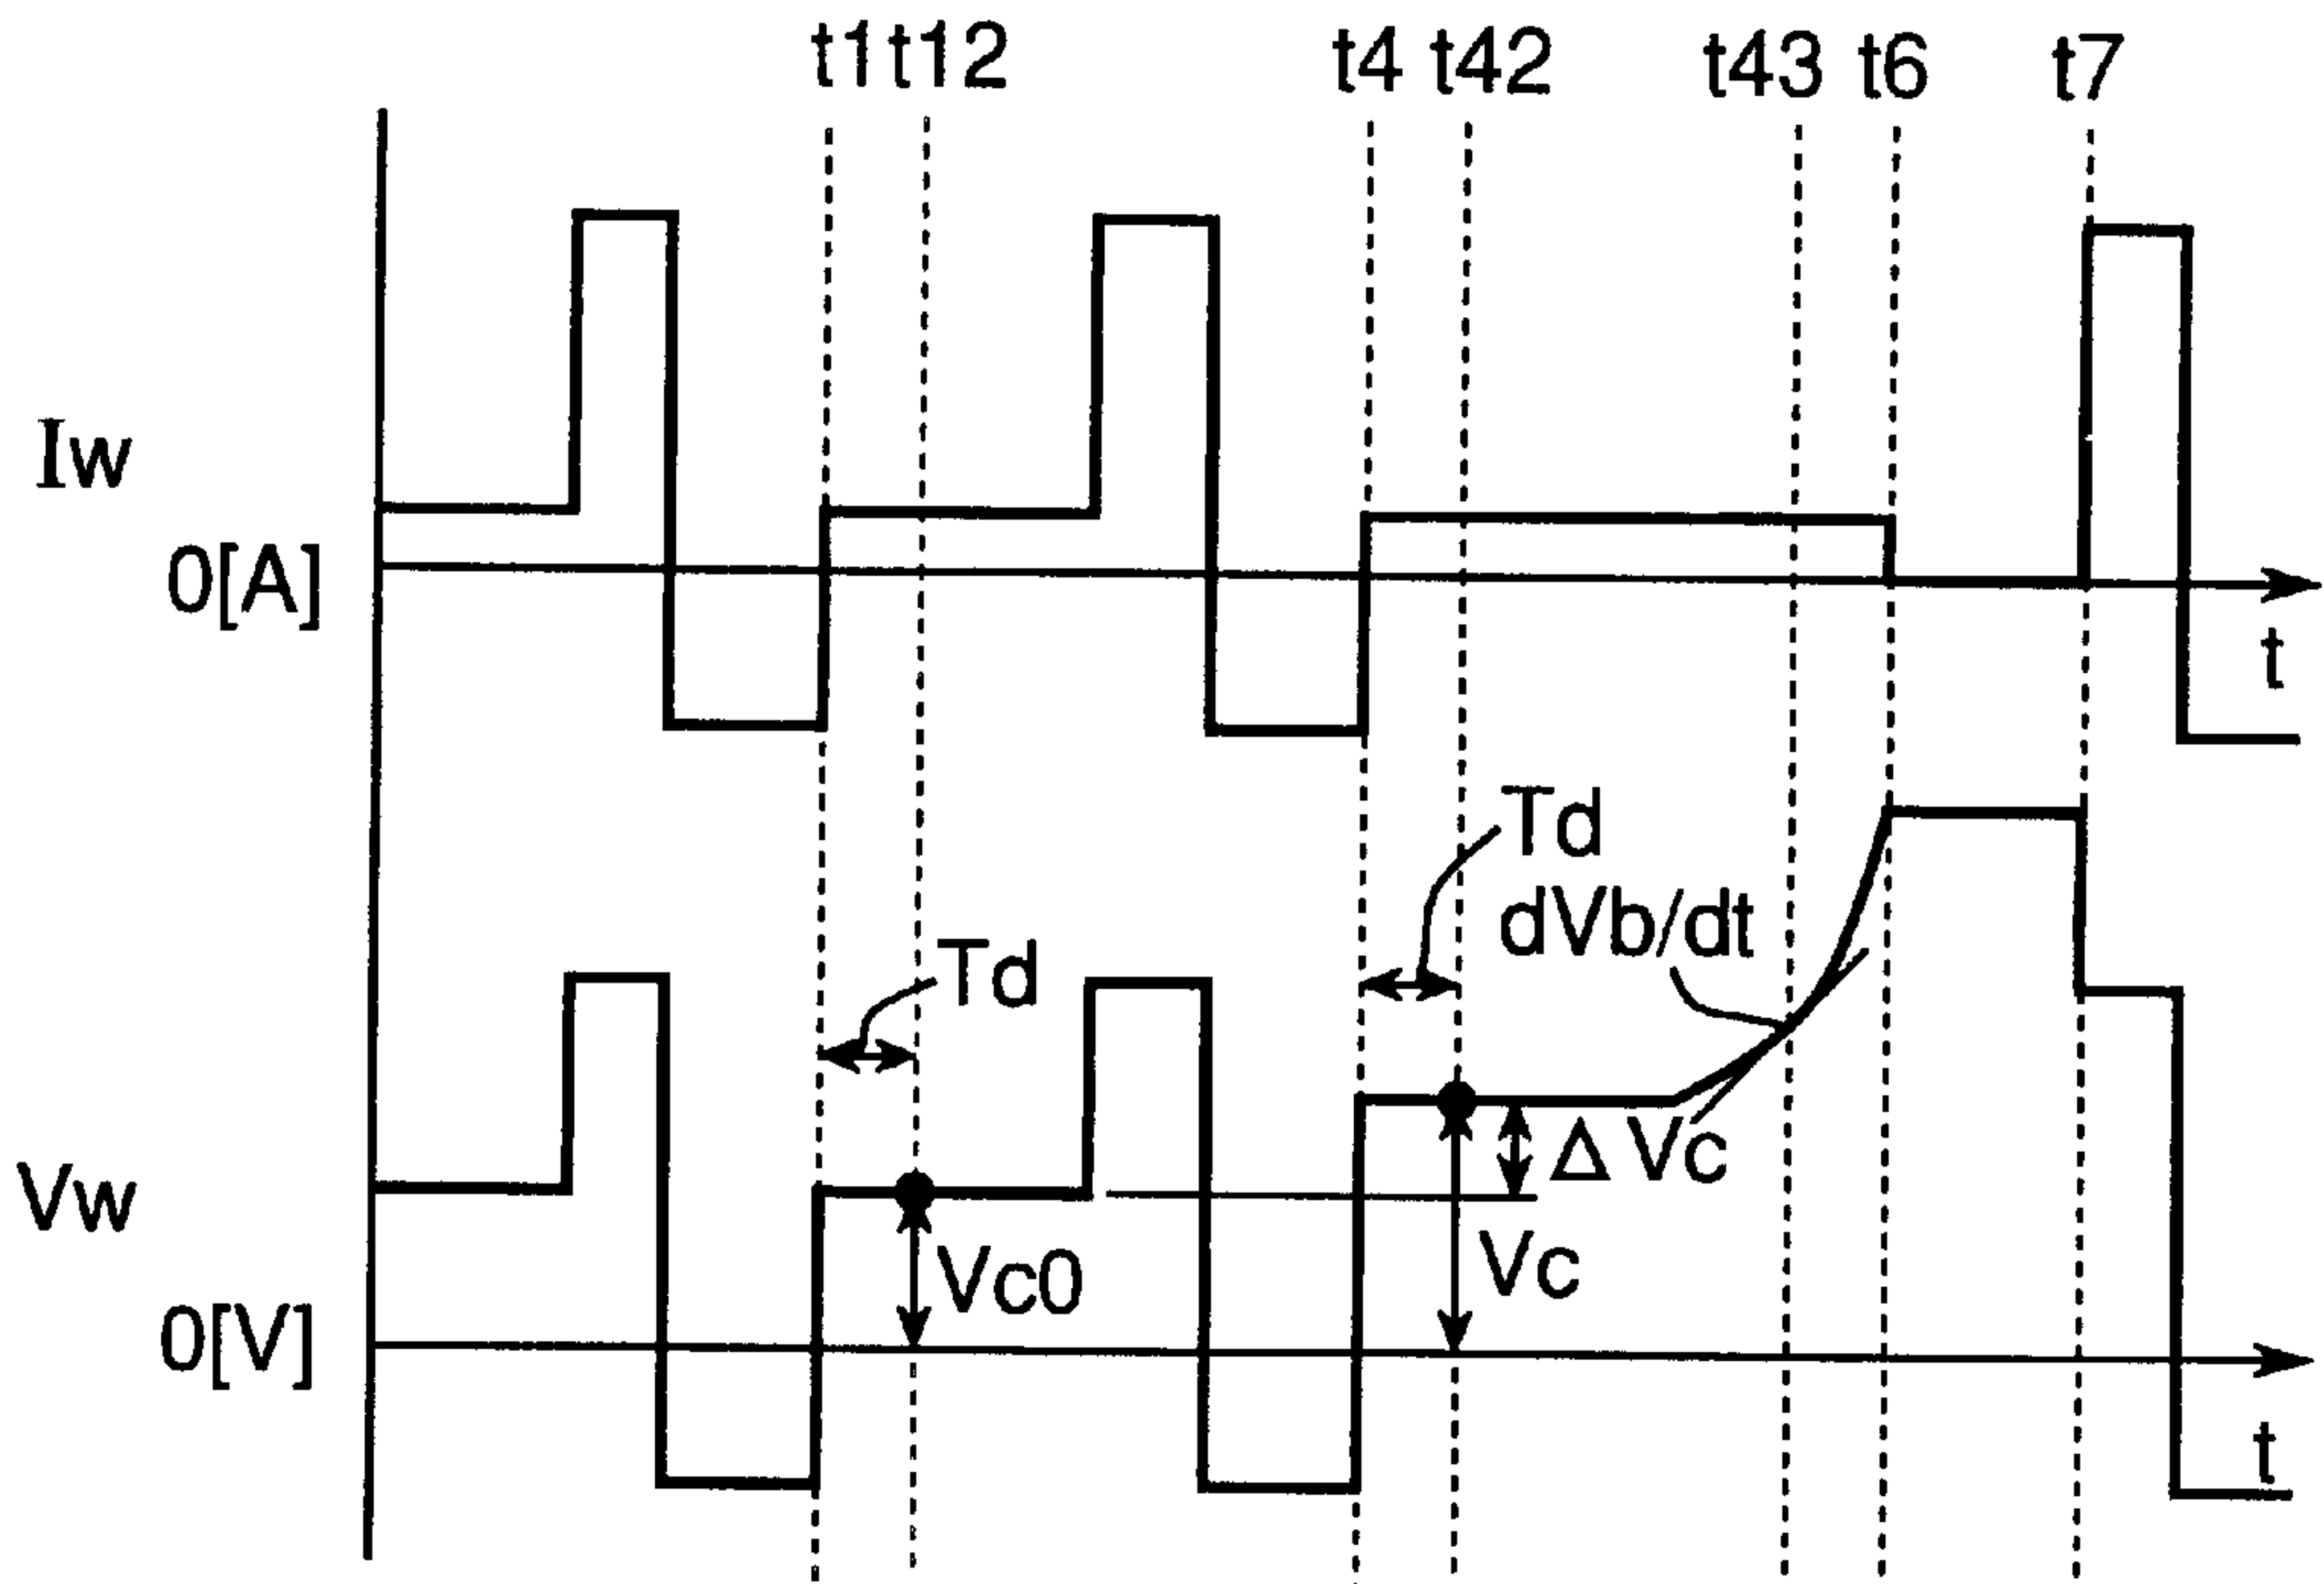 t1 t12 t4 t42 t43 t6 t7
Iw
0[A]
t
Td
dVb/dt
Td
ΔVc
Vw
Vc0
Vc
0[V]
t